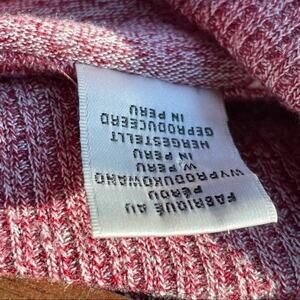 FABRIQUÉ AU
PÉROU
WYPRODUKOWANO
W. PERU
HERGESTELLT
IN PERU
GEPRODUCEERD
IN PERU